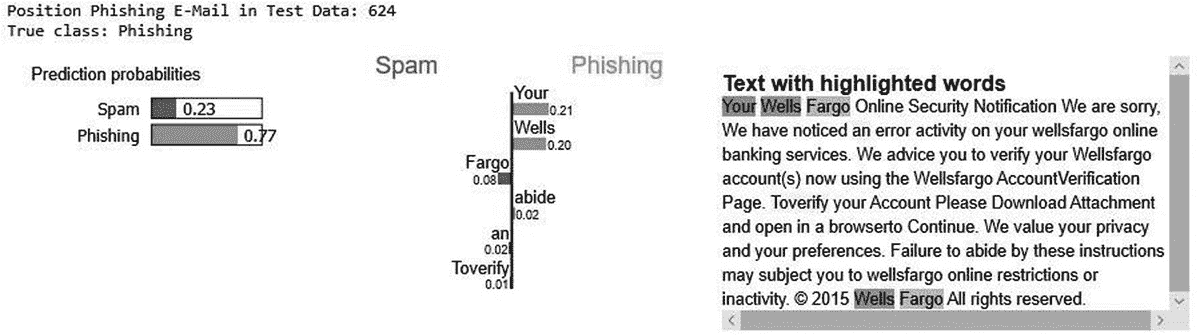 Position Phishing E-Mail in Test Data: 624
True class: Phishing
Prediction probabilities
Spam 0.23
Phishing 0.77
Spam Phishing
Your
0.21
Wells
0.20
Fargo
0.08
abide
0.02
an
0.02
Toverify
0.01
Text with highlighted words
Your Wells Fargo Online Security Notification We are sorry,
We have noticed an error activity on your wellsfargo online
banking services. We advice you to verify your Wellsfargo
account(s) now using the Wellsfargo AccountVerification
Page. Toverify your Account Please Download Attachment
and open in a browserto Continue. We value your privacy
and your preferences. Failure to abide by these instructions
may subject you to wellsfargo online restrictions or
inactivity. © 2015 Wells Fargo All rights reserved.